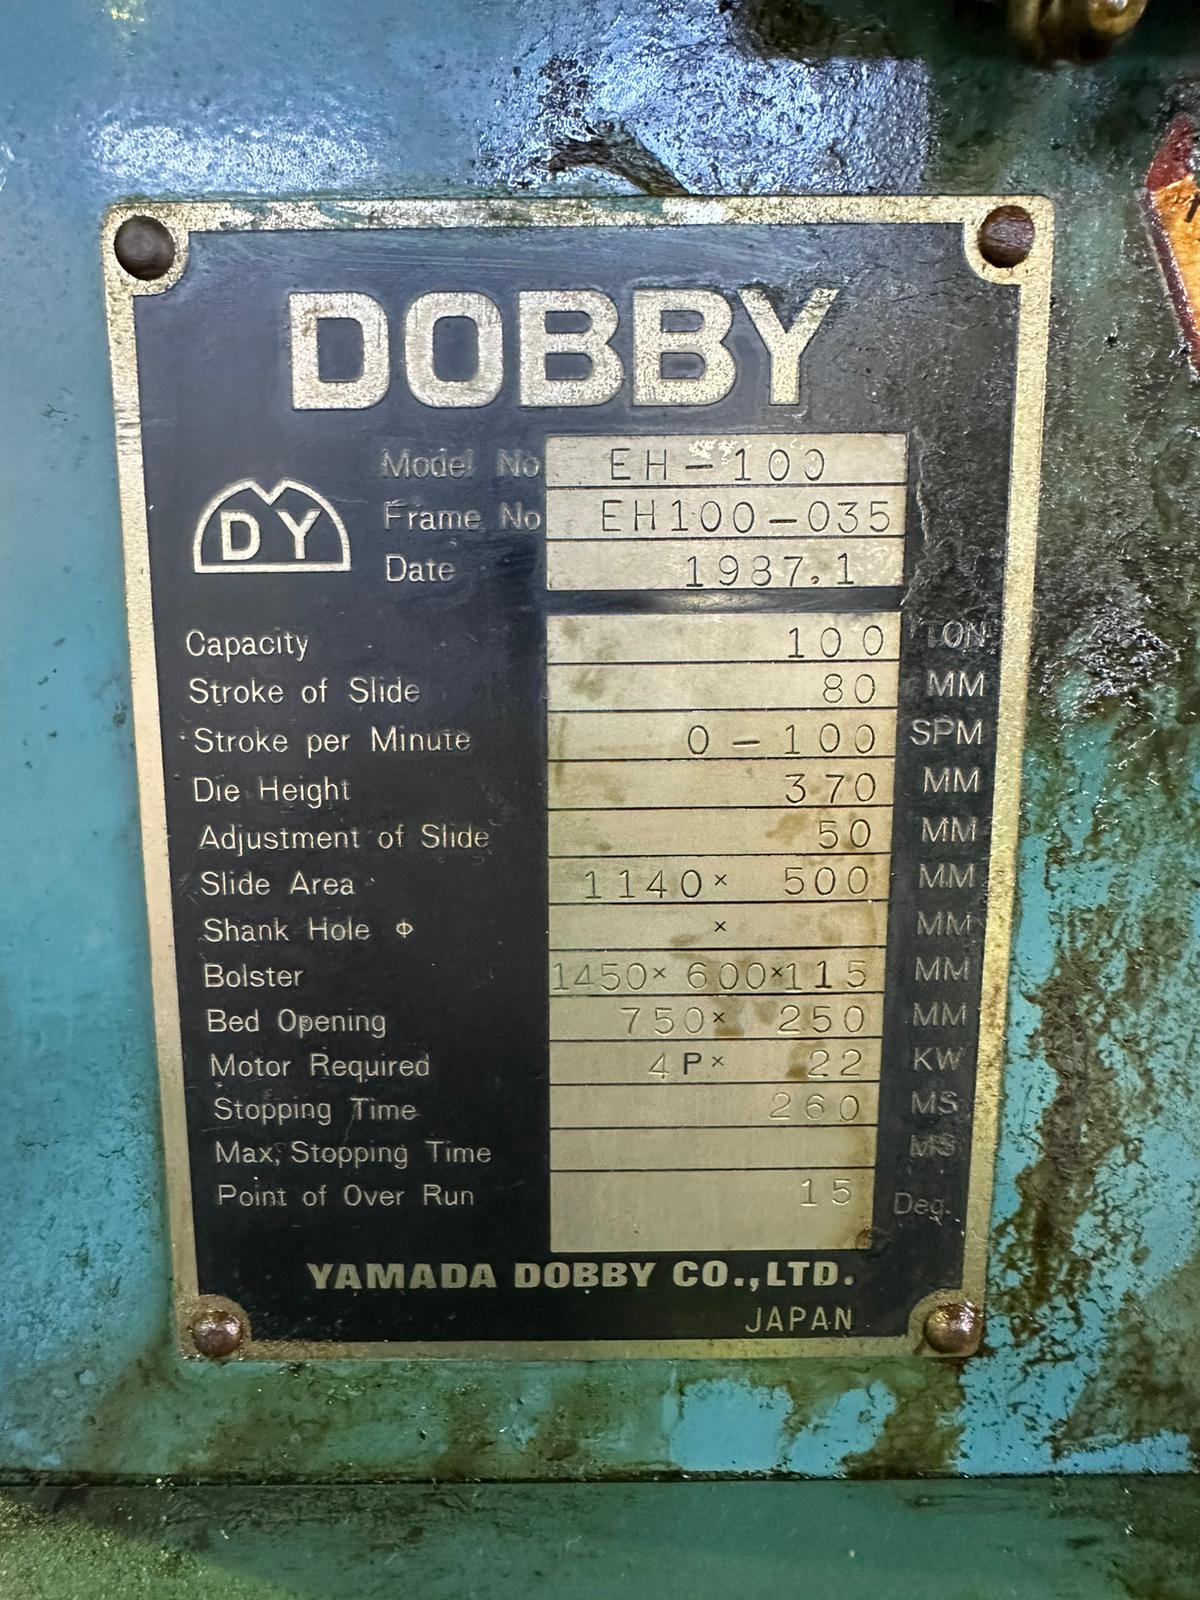 DOBBY
DY
Model No EH-100
Frame No EH100-035
Date 1987.1
Capacity 100 TON
Stroke of Slide 80 MM
Stroke per Minute 0-100 SPM
Die Height 370 MM
Adjustment of Slide 50 MM
Slide Area 1140× 500 MM
Shank Hole Φ × MM
Bolster 1450× 600×115 MM
Bed Opening 750× 250 MM
Motor Required 4P× 22 KW
Stopping Time 260 MS
Max, Stopping Time MS
Point of Over Run 15 Deg.
YAMADA DOBBY CO.,LTD.
JAPAN